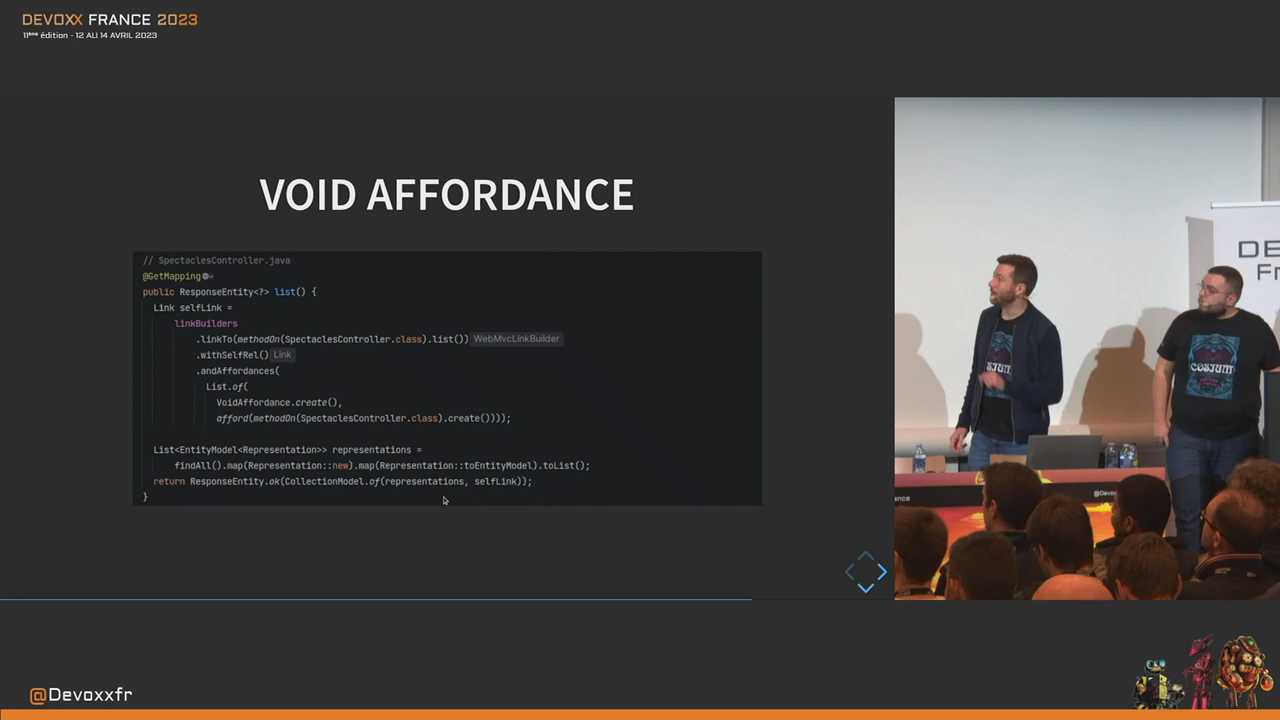 DEVOXX FRANCE 2023
11ème édition - 12 AU 14 AVRIL 2023
VOID AFFORDANCE
// SpectaclesController.java
@GetMapping
public ResponseEntity<?> list() {
Link selfLink =
linkBuilders
.linkTo(methodOn(SpectaclesController.class).list()) WebMvcLinkBuilder
.withSelfRel() Link
.andAffordances(
List.of(
VoidAffordance.create(),
afford(methodOn(SpectaclesController.class).create())));
List<EntityModel<Representation>> representations =
findAll().map(Representation::new).map(Representation::toEntityModel).toList();
return ResponseEntity.ok(CollectionModel.of(representations, selfLink));
}
COSIUM
@Devoxxfr